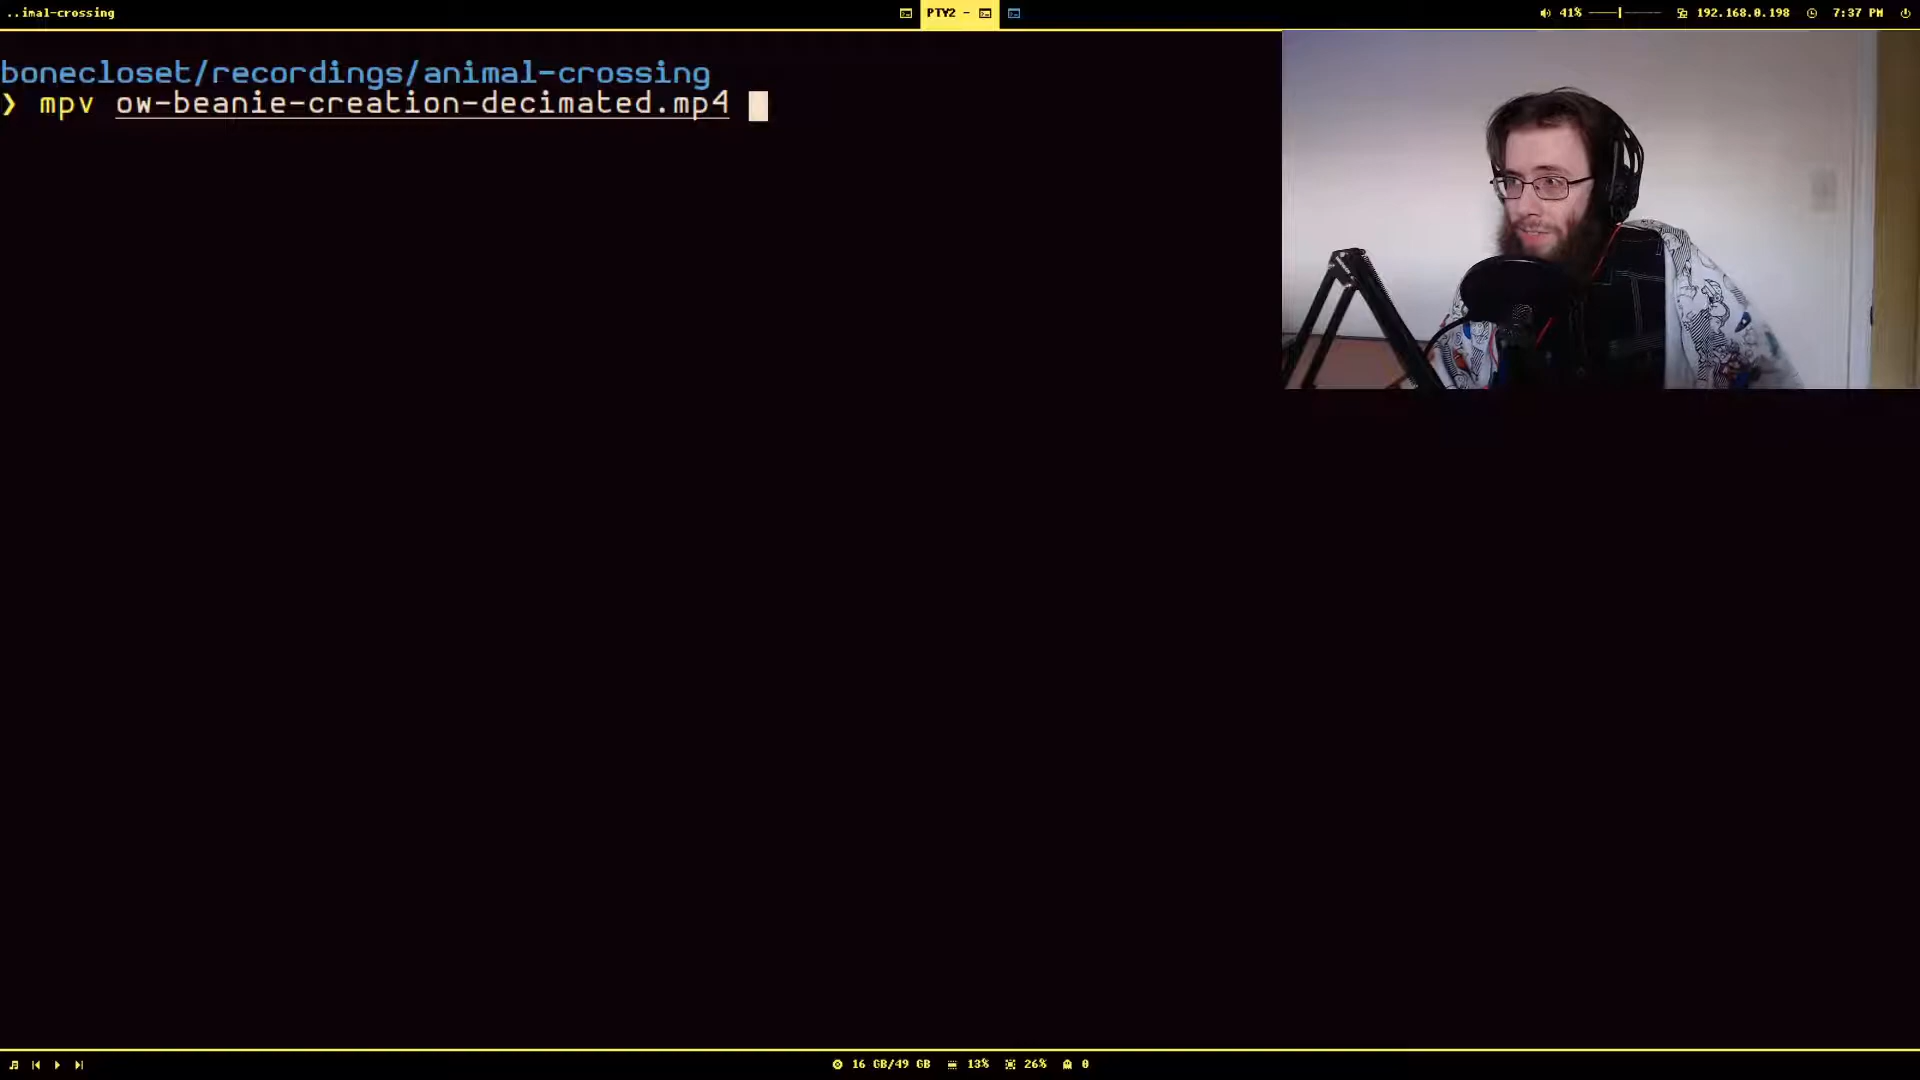 ..imal-crossing
PTY2 -
41%
192.168.0.198
7:37 PM
bonecloset/recordings/animal-crossing
❯ mpv ow-beanie-creation-decimated.mp4
16 GB/49 GB
13%
26%
0